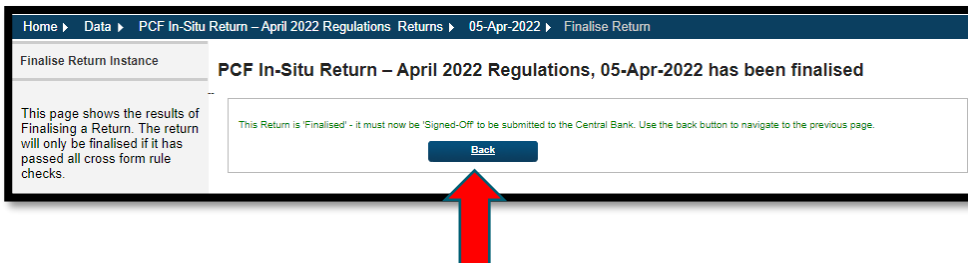 Home ▸ Data ▸ PCF In-Situ Return – April 2022 Regulations Returns ▸ 05-Apr-2022 ▸ Finalise Return
Finalise Return Instance
This page shows the results of
Finalising a Return. The return
will only be finalised if it has
passed all cross form rule
checks.
PCF In-Situ Return – April 2022 Regulations, 05-Apr-2022 has been finalised
This Return is 'Finalised' - it must now be 'Signed-Off' to be submitted to the Central Bank. Use the back button to navigate to the previous page.
Back